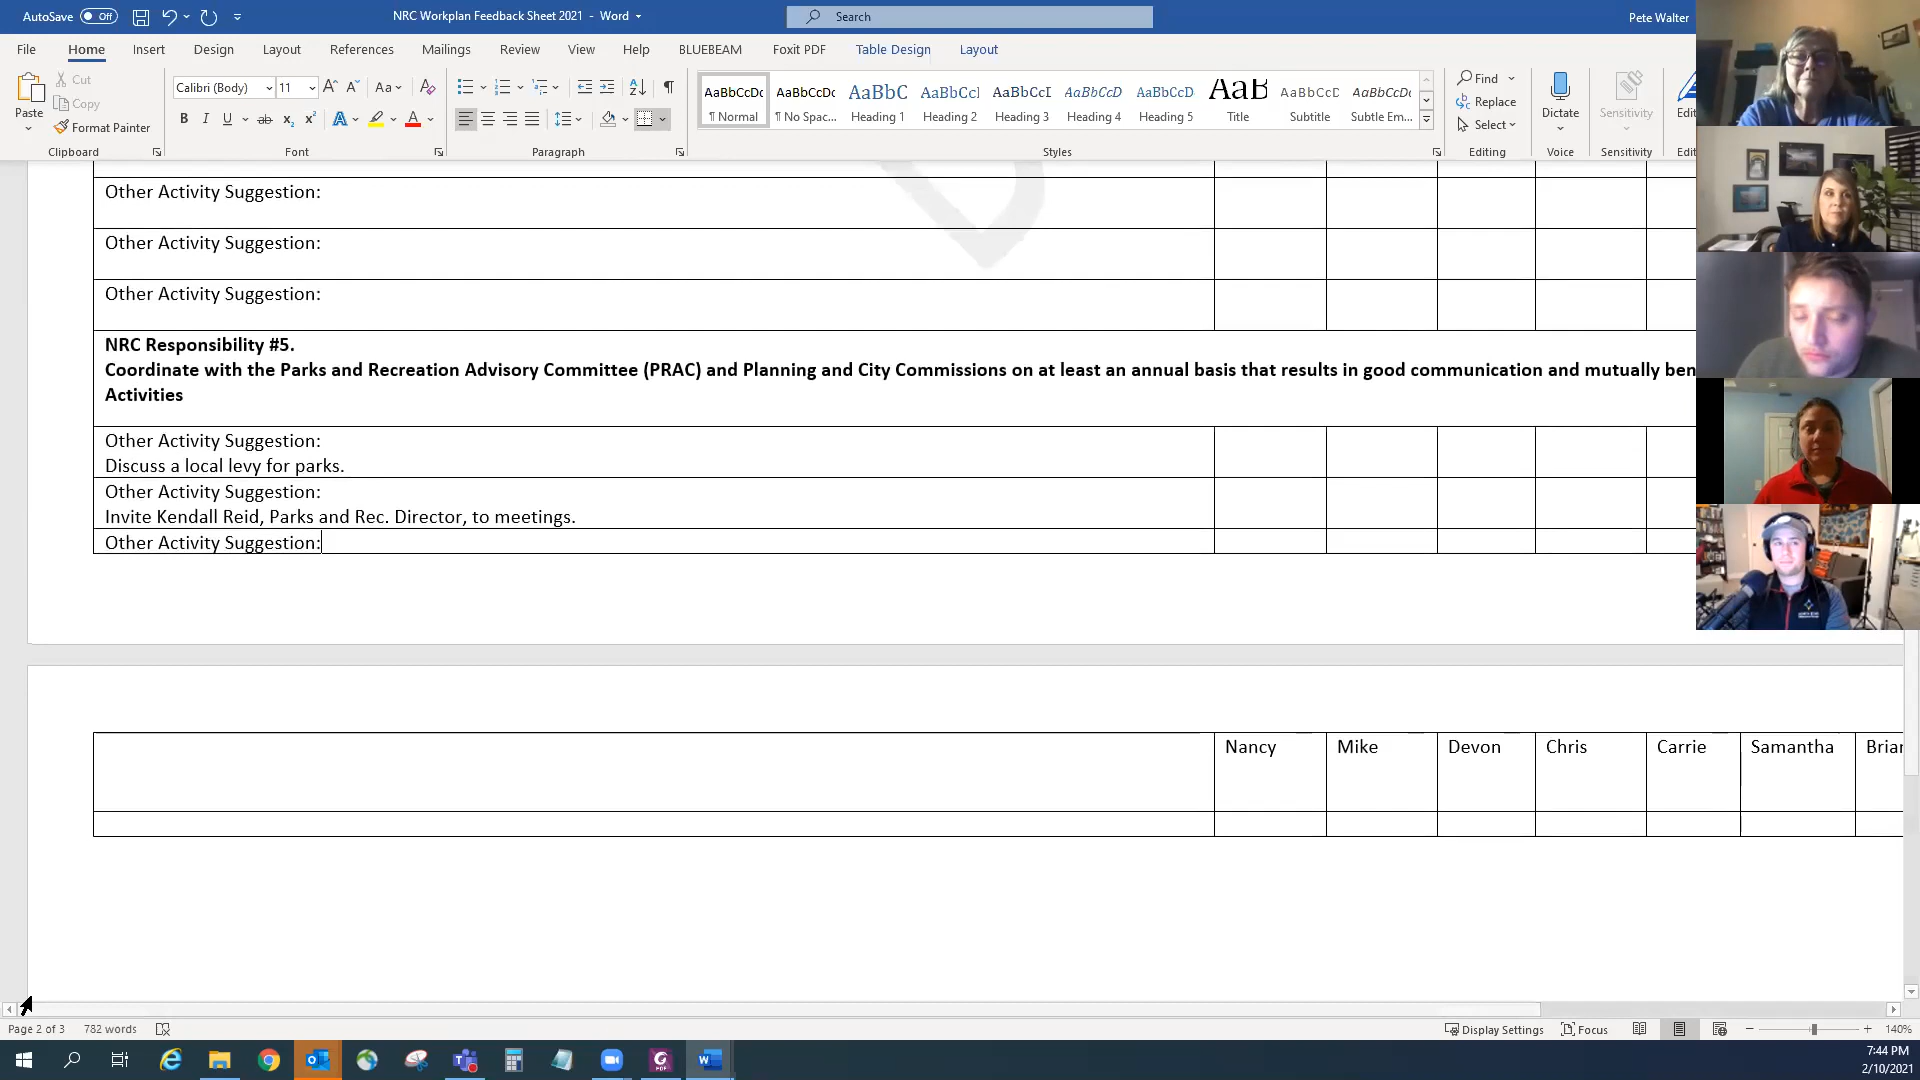 AutoSave Off
NRC Workplan Feedback Sheet 2021 - Word
Search
Pete Walter
File Home Insert Design Layout References Mailings Review View Help BLUEBEAM Foxit PDF Table Design Layout
Paste
Cut
Copy
Format Painter
Clipboard
Calibri (Body) 11
Font
Paragraph
AaBbCcDc AaBbCcDc AaBbC AaBbCcI AaBbCcI AaBbCcD AaBbCcD AaB AaBbCcD AaBbCcDc
¶ Normal ¶ No Spac... Heading 1 Heading 2 Heading 3 Heading 4 Heading 5 Title Subtitle Subtle Em...
Styles
Find
Replace
Select
Editing
Dictate
Voice
Sensitivity
Sensitivity
Edit
Edit
Other Activity Suggestion:
Other Activity Suggestion:
Other Activity Suggestion:
NRC Responsibility #5.
Coordinate with the Parks and Recreation Advisory Committee (PRAC) and Planning and City Commissions on at least an annual basis that results in good communication and mutually ben
Activities
Other Activity Suggestion:
Discuss a local levy for parks.
Other Activity Suggestion:
Invite Kendall Reid, Parks and Rec. Director, to meetings.
Other Activity Suggestion:
Nancy Mike Devon Chris Carrie Samantha Brian
Page 2 of 3 782 words
Display Settings Focus 140%
7:44 PM
2/10/2021